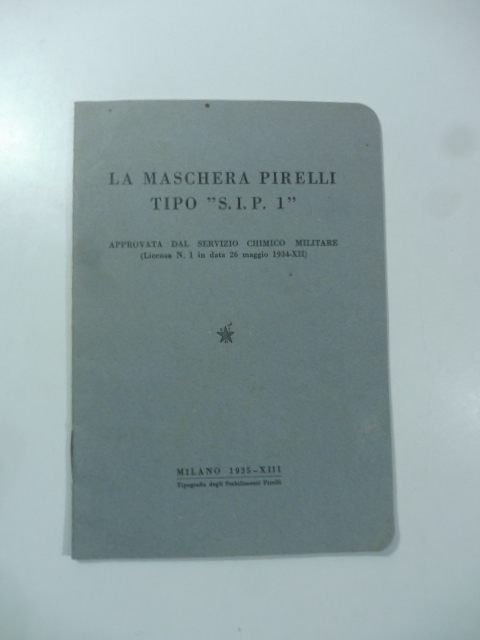 LA MASCHERA PIRELLI
TIPO "S.I.P. 1"
APPROVATA DAL SERVIZIO CHIMICO MILITARE
(Licenza N. 1 in data 26 maggio 1934-XII)
MILANO 1935-XIII
Tipografia degli Stabilimenti Pirelli